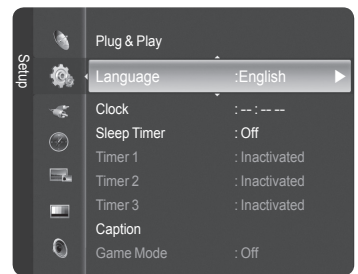 Setup
Plug & Play
Language :English
Clock :-- : -- --
Sleep Timer : Off
Timer 1 : Inactivated
Timer 2 : Inactivated
Timer 3 : Inactivated
Caption
Game Mode : Off